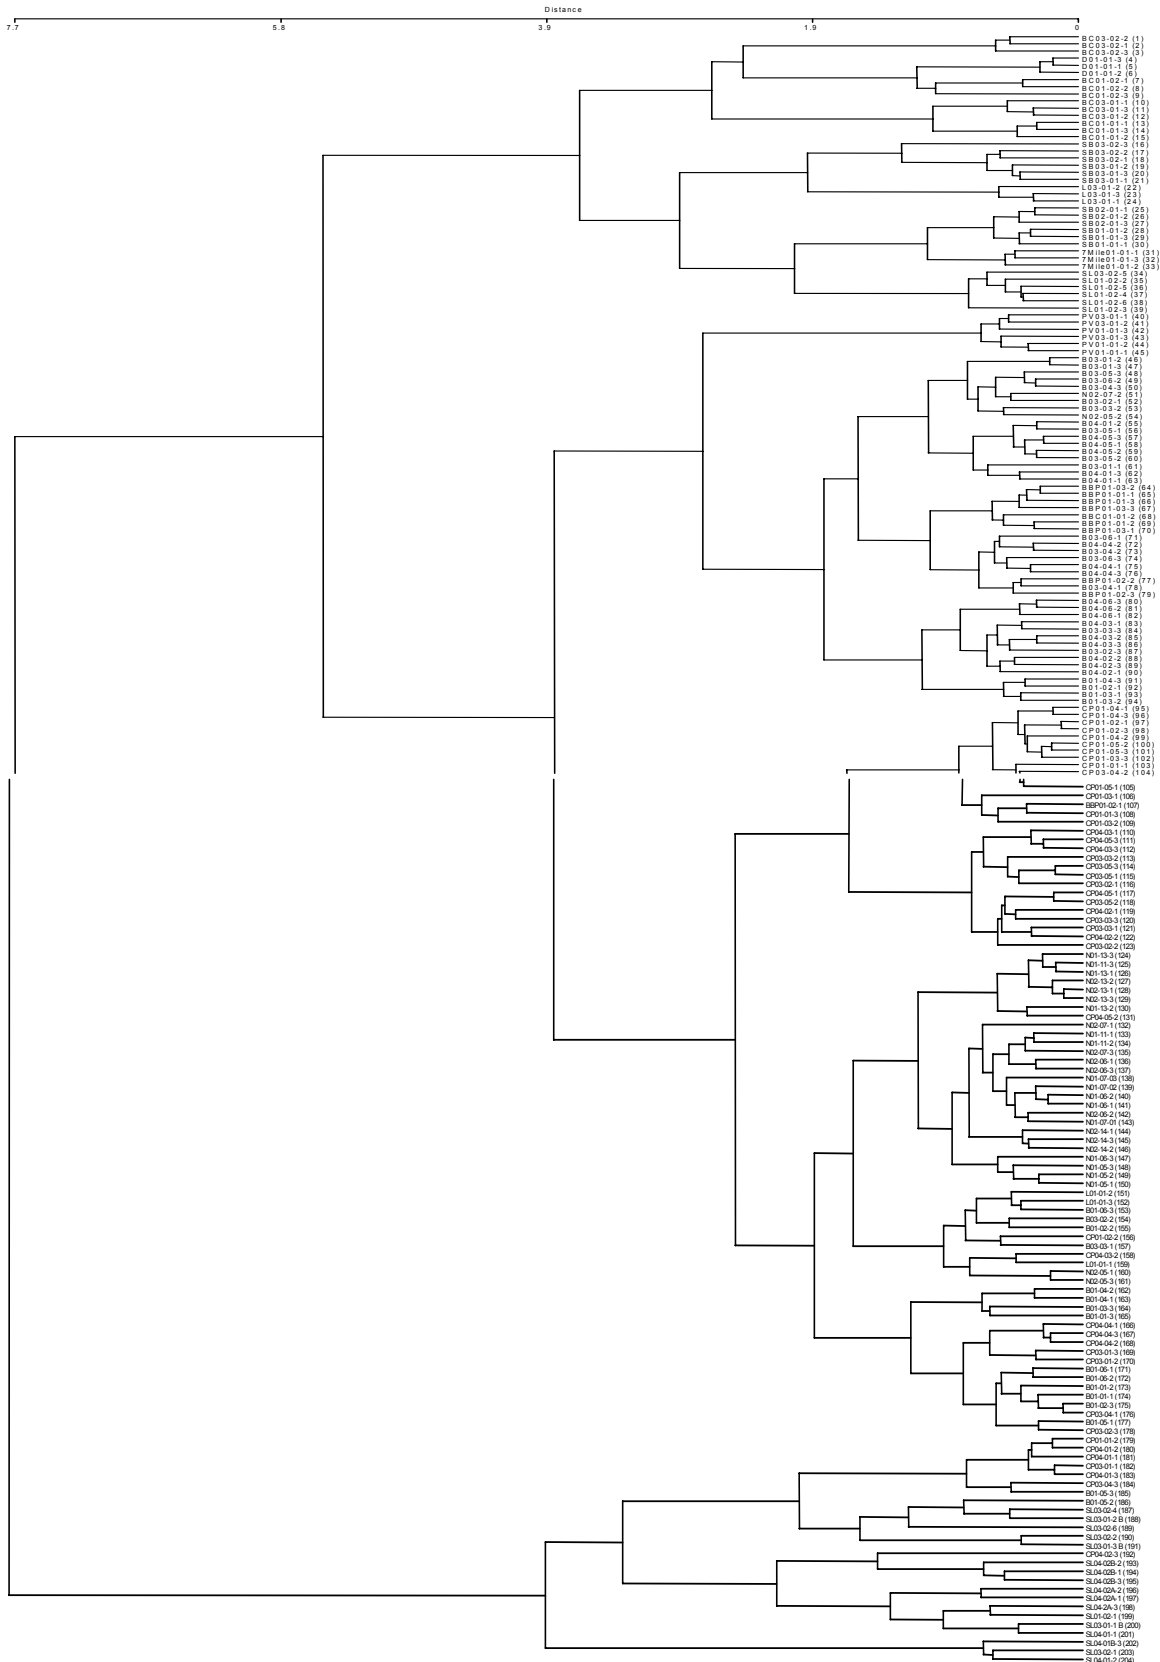 Distance
7.7 5.8 3.9 1.9 0
BC03-02-2 (1)
BC03-02-1 (2)
BC03-02-3 (3)
D01-01-3 (4)
D01-01-1 (5)
D01-01-2 (6)
BC01-02-1 (7)
BC01-02-2 (8)
BC01-02-3 (9)
BC03-01-1 (10)
BC03-01-3 (11)
BC03-01-2 (12)
BC01-01-1 (13)
BC01-01-3 (14)
BC01-01-2 (15)
SB03-02-3 (16)
SB03-02-2 (17)
SB03-02-1 (18)
SB03-01-2 (19)
SB03-01-3 (20)
SB03-01-1 (21)
L03-01-2 (22)
L03-01-3 (23)
L03-01-1 (24)
SB02-01-1 (25)
SB02-01-2 (26)
SB02-01-3 (27)
SB01-01-2 (28)
SB01-01-3 (29)
SB01-01-1 (30)
7Mile01-01-1 (31)
7Mile01-01-3 (32)
7Mile01-01-2 (33)
SL03-02-5 (34)
SL01-02-2 (35)
SL01-02-5 (36)
SL01-02-4 (37)
SL01-02-6 (38)
SL01-02-3 (39)
PV03-01-1 (40)
PV03-01-2 (41)
PV01-01-3 (42)
PV03-01-3 (43)
PV01-01-2 (44)
PV01-01-1 (45)
B03-01-2 (46)
B03-01-3 (47)
B03-05-3 (48)
B03-06-2 (49)
B03-04-3 (50)
N02-07-2 (51)
B03-02-1 (52)
B03-03-2 (53)
N02-05-2 (54)
B04-01-2 (55)
B03-05-1 (56)
B04-05-3 (57)
B04-05-1 (58)
B04-05-2 (59)
B03-05-2 (60)
B03-01-1 (61)
B04-01-3 (62)
B04-01-1 (63)
BBP01-03-2 (64)
BBP01-01-1 (65)
BBP01-01-3 (66)
BBP01-03-3 (67)
BBC01-01-2 (68)
BBP01-01-2 (69)
BBP01-03-1 (70)
B03-06-1 (71)
B04-04-2 (72)
B03-04-2 (73)
B03-06-3 (74)
B04-04-1 (75)
B04-04-3 (76)
BBP01-02-2 (77)
B03-04-1 (78)
BBP01-02-3 (79)
B04-06-3 (80)
B04-06-2 (81)
B04-06-1 (82)
B04-03-1 (83)
B03-03-3 (84)
B04-03-2 (85)
B04-03-3 (86)
B03-02-3 (87)
B04-02-2 (88)
B04-02-3 (89)
B04-02-1 (90)
B01-04-3 (91)
B01-02-1 (92)
B01-03-1 (93)
B01-03-2 (94)
CP01-04-1 (95)
CP01-04-3 (96)
CP01-02-1 (97)
CP01-02-3 (98)
CP01-04-2 (99)
CP01-05-2 (100)
CP01-05-3 (101)
CP01-03-3 (102)
CP01-01-1 (103)
CP03-04-2 (104)
CP01-05-1 (105)
CP01-03-1 (106)
BBP01-02-1 (107)
CP01-01-3 (108)
CP01-03-2 (109)
CP04-03-1 (110)
CP04-05-3 (111)
CP04-03-3 (112)
CP03-03-2 (113)
CP03-05-3 (114)
CP03-05-1 (115)
CP03-02-1 (116)
CP04-05-1 (117)
CP03-05-2 (118)
CP04-02-1 (119)
CP03-03-3 (120)
CP03-03-1 (121)
CP04-02-2 (122)
CP03-02-2 (123)
N01-13-3 (124)
N01-11-3 (125)
N01-13-1 (126)
N02-13-2 (127)
N02-13-1 (128)
N02-13-3 (129)
N01-13-2 (130)
CP04-05-2 (131)
N02-07-1 (132)
N01-11-1 (133)
N01-11-2 (134)
N02-07-3 (135)
N02-06-1 (136)
N02-06-3 (137)
N01-07-03 (138)
N01-07-02 (139)
N01-06-2 (140)
N01-06-1 (141)
N02-06-2 (142)
N01-07-01 (143)
N02-14-1 (144)
N02-14-3 (145)
N02-14-2 (146)
N01-06-3 (147)
N01-05-3 (148)
N01-05-2 (149)
N01-05-1 (150)
L01-01-2 (151)
L01-01-3 (152)
B01-06-3 (153)
B03-02-2 (154)
B01-02-2 (155)
CP01-02-2 (156)
B03-03-1 (157)
CP04-03-2 (158)
L01-01-1 (159)
N02-05-1 (160)
N02-05-3 (161)
B01-04-2 (162)
B01-04-1 (163)
B01-03-3 (164)
B01-01-3 (165)
CP04-04-1 (166)
CP04-04-3 (167)
CP04-04-2 (168)
CP03-01-3 (169)
CP03-01-2 (170)
B01-06-1 (171)
B01-06-2 (172)
B01-01-2 (173)
B01-01-1 (174)
B01-02-3 (175)
CP03-04-1 (176)
B01-05-1 (177)
CP03-02-3 (178)
CP01-01-2 (179)
CP04-01-2 (180)
CP04-01-1 (181)
CP03-01-1 (182)
CP04-01-3 (183)
CP03-04-3 (184)
B01-05-3 (185)
B01-05-2 (186)
SL03-02-4 (187)
SL03-01-2 B (188)
SL03-02-6 (189)
SL03-02-2 (190)
SL03-01-3 B (191)
CP04-02-3 (192)
SL04-02B-2 (193)
SL04-02B-1 (194)
SL04-02B-3 (195)
SL04-02A-2 (196)
SL04-02A-1 (197)
SL04-2A-3 (198)
SL01-02-1 (199)
SL03-01-1 B (200)
SL04-01-1 (201)
SL04-01B-3 (202)
SL03-02-1 (203)
SL04-01-2 (204)